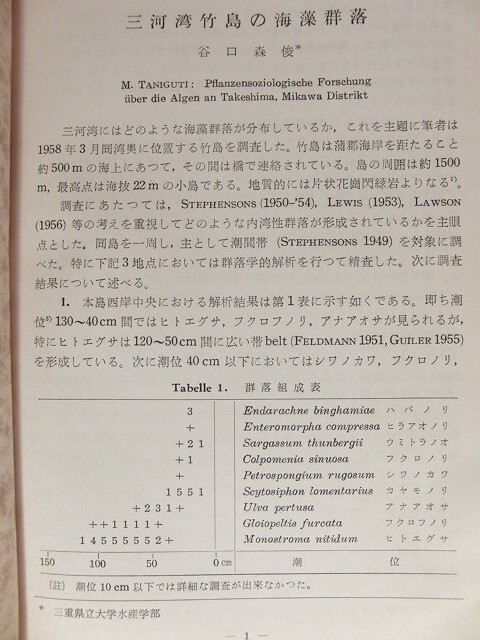 三河湾竹島の海藻群落
谷口森俊*
M. TANIGUTI: Pflanzensoziologische Forschung
über die Algen an Takeshima, Mikawa Distrikt
三河湾にはどのような海藻群落が分布しているか，これを主題に筆者は
1958年3月同湾奥に位置する竹島を調査した。竹島は蒲郡海岸を距たること
約500mの海上にあつて，その間は橋で連絡されている。島の周囲は約1500
m，最高点は海抜22mの小島である。地質的には片状花崗閃緑岩よりなる¹⁾。
調査にあたつては，STEPHENSONS (1950-'54), LEWIS (1953), LAWSON
(1956) 等の考えを重視してどのような内湾性群落が形成されているかを主眼
点とした。同島を一周し，主として潮間帯 (STEPHENSONS 1949) を対象に調
べた。特に下記3地点においては群落学的解析を行つて精査した。次に調査
結果について述べる。
1. 本島西岸中央における解析結果は第1表に示す如くである。即ち潮
位²⁾ 130~40cm 間ではヒトエグサ，フクロフノリ，アナアオサが見られるが，
特にヒトエグサは120~50cm間に広い帯belt (FELDMANN 1951, GUILER 1955)
を形成している。次に潮位40cm以下においてはシワノカワ，フクロノリ，
Tabelle 1. 群落組成表
3 Endarachne binghamiae ハバノリ
+ Enteromorpha compressa ヒラアオノリ
+21 Sargassum thunbergii ウミトラノオ
+1 Colpomenia sinuosa フクロノリ
+ Petrospongium rugosum シワノカワ
1551 Scytosiphon lomentarius カヤモノリ
+231+ Ulva pertusa アナアオサ
++1111+ Gloiopeltis furcata フクロフノリ
14555552+ Monostroma nitidum ヒトエグサ
150 100 50 0cm 潮位
(註) 潮位10cm以下では詳細な調査が出来なかつた。
* 三重県立大学水産学部
— 1 —